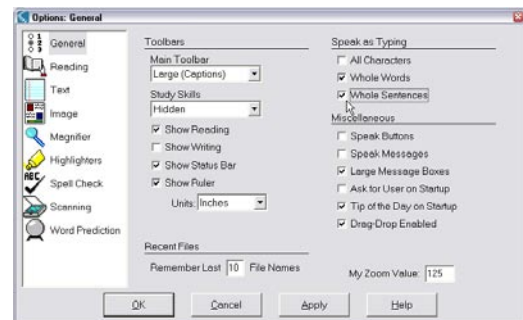 Options: General
General
Reading
Text
Image
Magnifier
Highlighters
Spell Check
Scanning
Word Prediction
Toolbars
Main Toolbar
Large (Captions)
Study Skills
Hidden
Show Reading
Show Writing
Show Status Bar
Show Ruler
Units: Inches
Recent Files
Remember Last 10 File Names
Speak as Typing
All Characters
Whole Words
Whole Sentences
Miscellaneous
Speak Buttons
Speak Messages
Large Message Boxes
Ask for User on Startup
Tip of the Day on Startup
Drag-Drop Enabled
My Zoom Value: 125
OK Cancel Apply Help